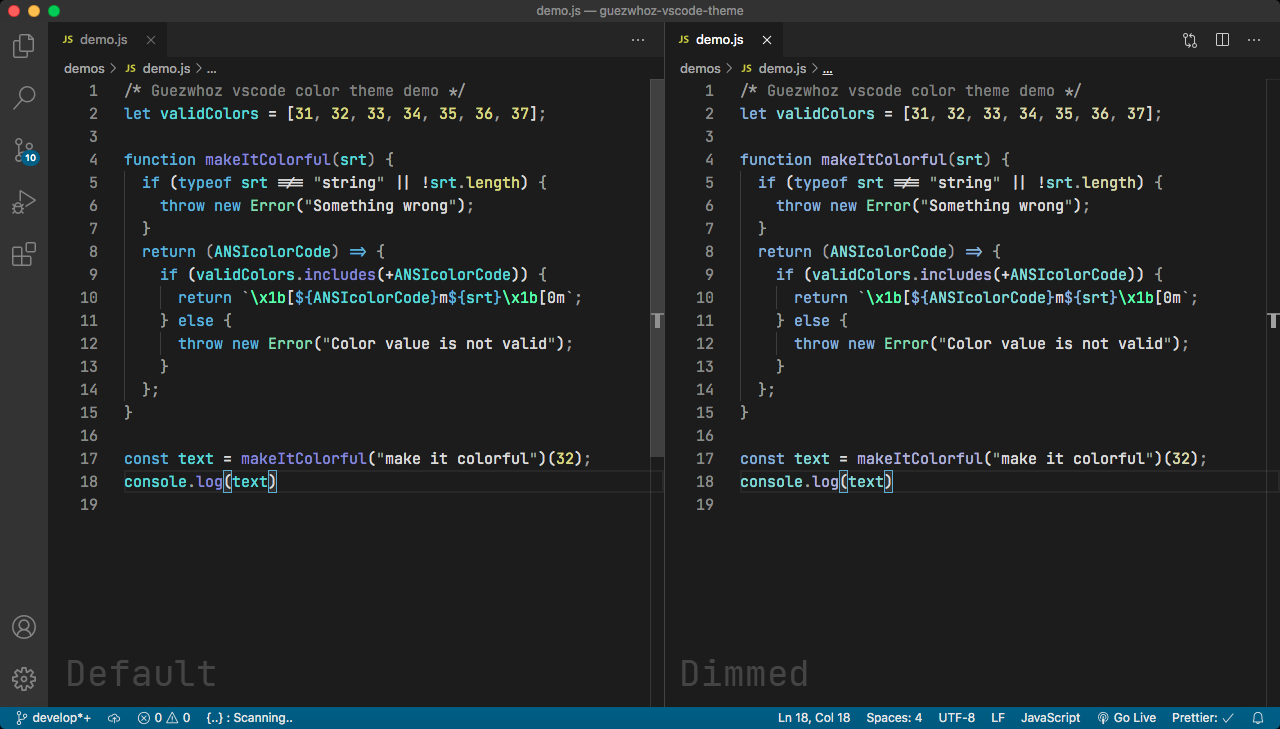 demo.js — guezwhoz-vscode-theme
JS demo.js
demos > JS demo.js > ...
1 /* Guezwhoz vscode color theme demo */
2 let validColors = [31, 32, 33, 34, 35, 36, 37];
3
4 function makeItColorful(srt) {
5 if (typeof srt !== "string" || !srt.length) {
6 throw new Error("Something wrong");
7 }
8 return (ANSIcolorCode) => {
9 if (validColors.includes(+ANSIcolorCode)) {
10 return `\x1b[${ANSIcolorCode}m${srt}\x1b[0m`;
11 } else {
12 throw new Error("Color value is not valid");
13 }
14 };
15 }
16
17 const text = makeItColorful("make it colorful")(32);
18 console.log(text)
19
Default
JS demo.js
demos > JS demo.js > ...
1 /* Guezwhoz vscode color theme demo */
2 let validColors = [31, 32, 33, 34, 35, 36, 37];
3
4 function makeItColorful(srt) {
5 if (typeof srt !== "string" || !srt.length) {
6 throw new Error("Something wrong");
7 }
8 return (ANSIcolorCode) => {
9 if (validColors.includes(+ANSIcolorCode)) {
10 return `\x1b[${ANSIcolorCode}m${srt}\x1b[0m`;
11 } else {
12 throw new Error("Color value is not valid");
13 }
14 };
15 }
16
17 const text = makeItColorful("make it colorful")(32);
18 console.log(text)
19
Dimmed
10
develop*+ 0 0 {..} : Scanning.. Ln 18, Col 18 Spaces: 4 UTF-8 LF JavaScript Go Live Prettier: ✓